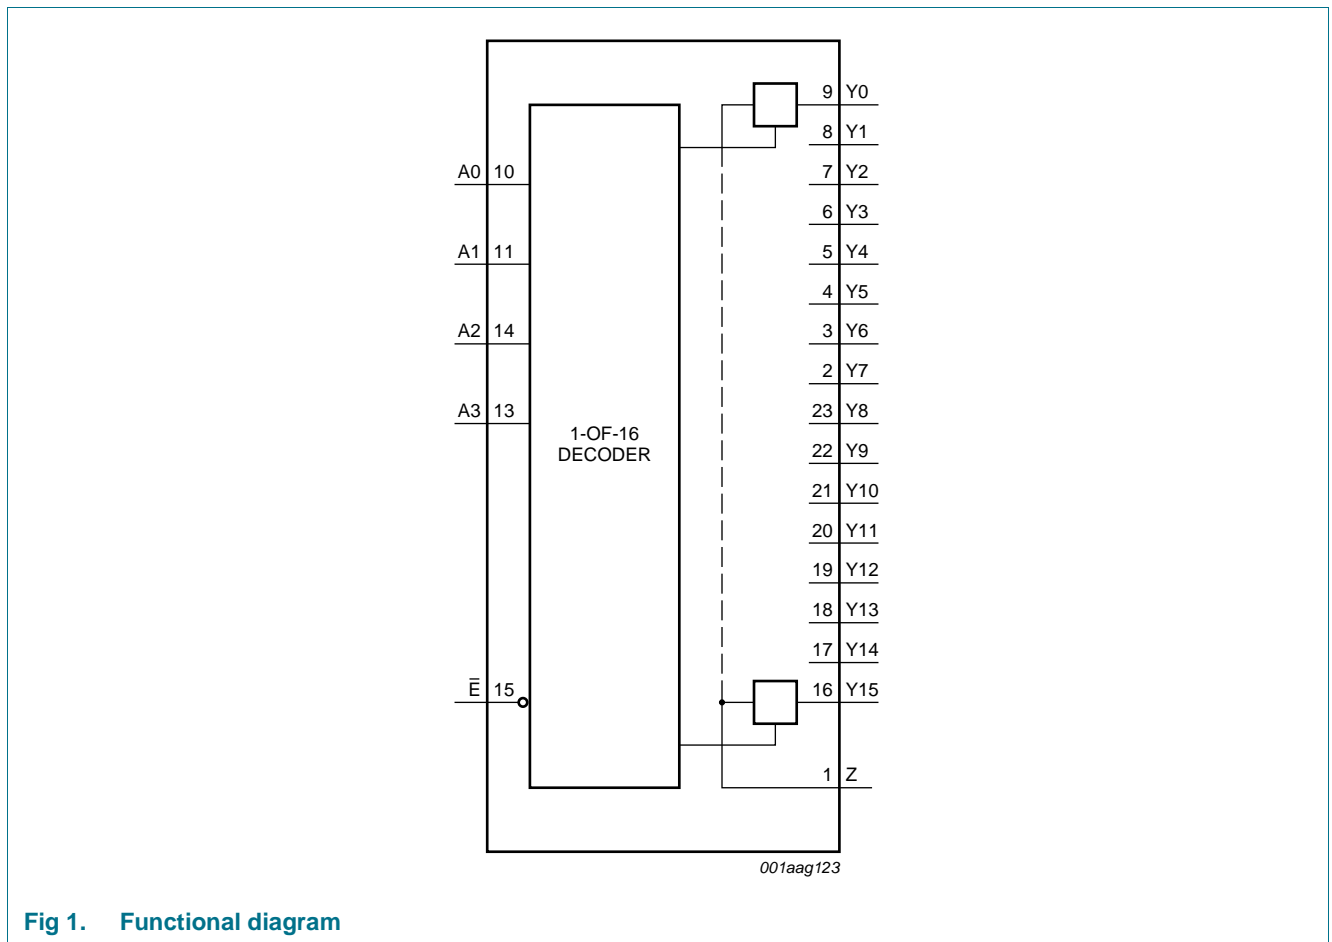 9 Y0
8 Y1
A0 10
7 Y2
6 Y3
A1 11
5 Y4
4 Y5
A2 14
3 Y6
2 Y7
A3 13
23 Y8
1-OF-16
DECODER
22 Y9
21 Y10
20 Y11
19 Y12
18 Y13
17 Y14
E̅ 15
16 Y15
1 Z
001aag123
Fig 1. Functional diagram